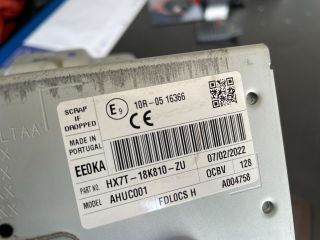 SCRAP
IF
DROPPED
E9 10R-05 16366
CE
MADE IN
PORTUGAL
EEDKA 07/02/2022
PART NO. HX7T-18K810-ZU OCBV 128
MODEL AHUC001 FDLOCS H A004758